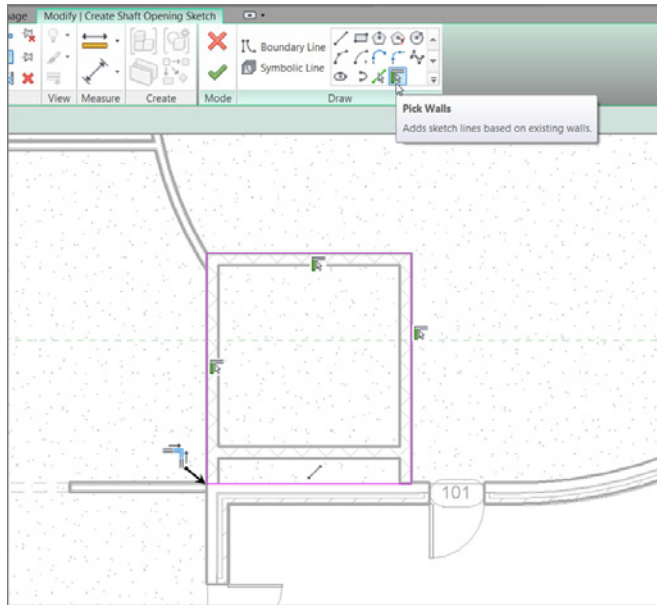 Modify | Create Shaft Opening Sketch
Boundary Line
Symbolic Line
View
Measure
Create
Mode
Draw
Pick Walls
Adds sketch lines based on existing walls.
101